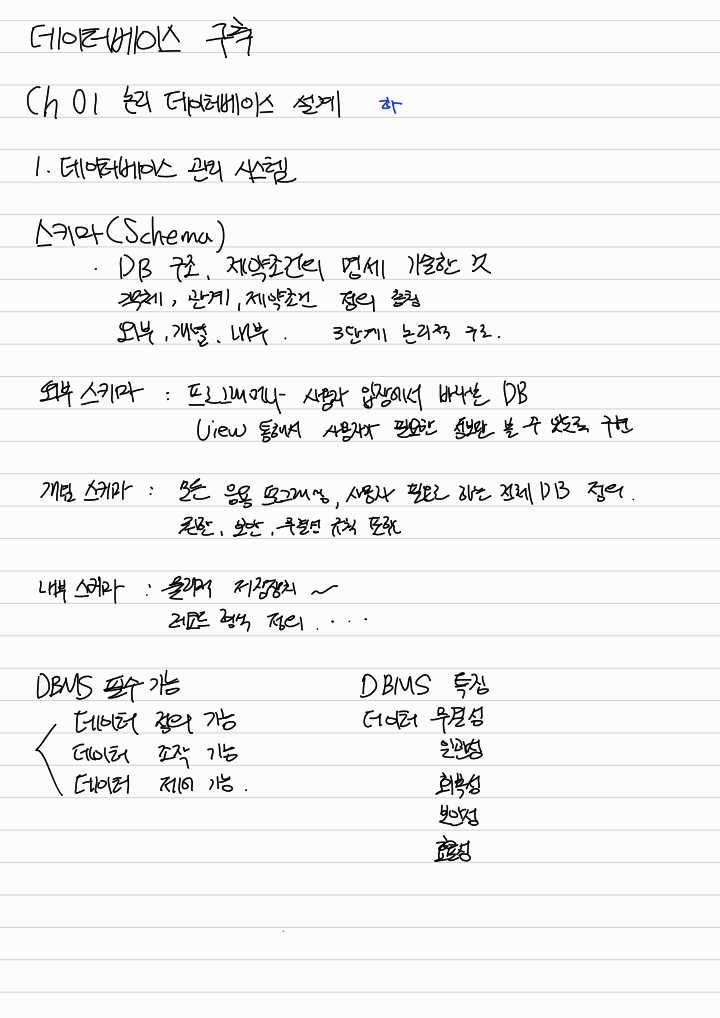 데이터베이스 구축
Ch 01 논리 데이터베이스 설계 하
1. 데이터베이스 관리 시스템
스키마(Schema)
· DB 구조, 제약조건의 명세 기술한 것
객체, 관계, 제약조건 정의 총칭
외부, 개념, 내부. 3단계 논리적 구조.
외부 스키마 : 프로그래머나 사용자 입장에서 바라본 DB
View 통해서 사용자가 필요한 정보만 볼 수 있도록 구현
개념 스키마 : 모든 응용 프로그램, 사용자 필요로 하는 전체 DB 정의.
권한, 보안, 무결성 규칙 포함
내부 스키마 : 물리적 저장장치 ~
레코드 형식 정의 . . . .
DBMS 필수 기능
데이터 정의 기능
데이터 조작 기능
데이터 제어 기능.
DBMS 특징
데이터 무결성
일관성
회복성
보안성
효율성